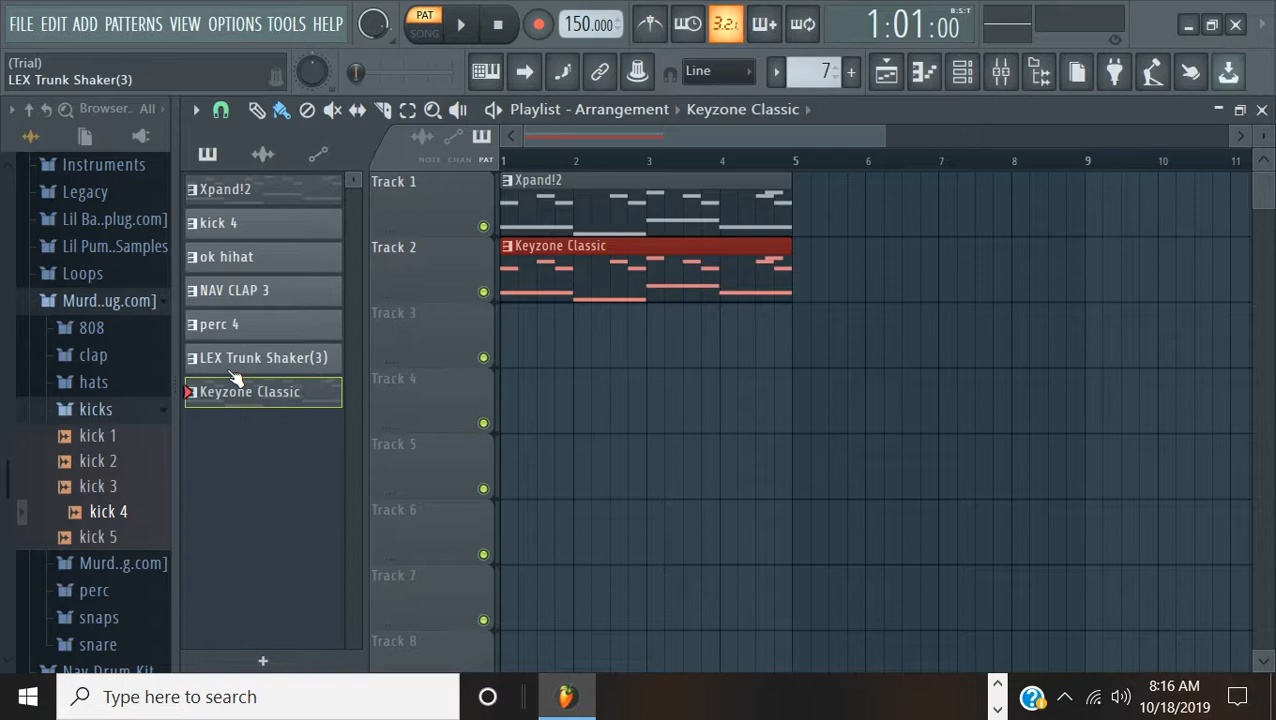 FILE EDIT ADD PATTERNS VIEW OPTIONS TOOLS HELP
PAT
SONG
150.000
3.2.
1:01:00
B:S:T
(Trial)
LEX Trunk Shaker(3)
Line
7
Browser.. All
Playlist - Arrangement Keyzone Classic
NOTE CHAN PAT
1 2 3 4 5 6 7 8 9 10 11
Instruments
Legacy
Lil Ba..plug.com]
Lil Pum..Samples
Loops
Murd...ug.com]
808
clap
hats
kicks
kick 1
kick 2
kick 3
kick 4
kick 5
Murd..g.com]
perc
snaps
snare
Nav Drum Kit
Xpand!2
kick 4
ok hihat
NAV CLAP 3
perc 4
LEX Trunk Shaker(3)
Keyzone Classic
+
Track 1
Xpand!2
Track 2
Keyzone Classic
Track 3
Track 4
Track 5
Track 6
Track 7
Track 8
Type here to search
8:16 AM
10/18/2019